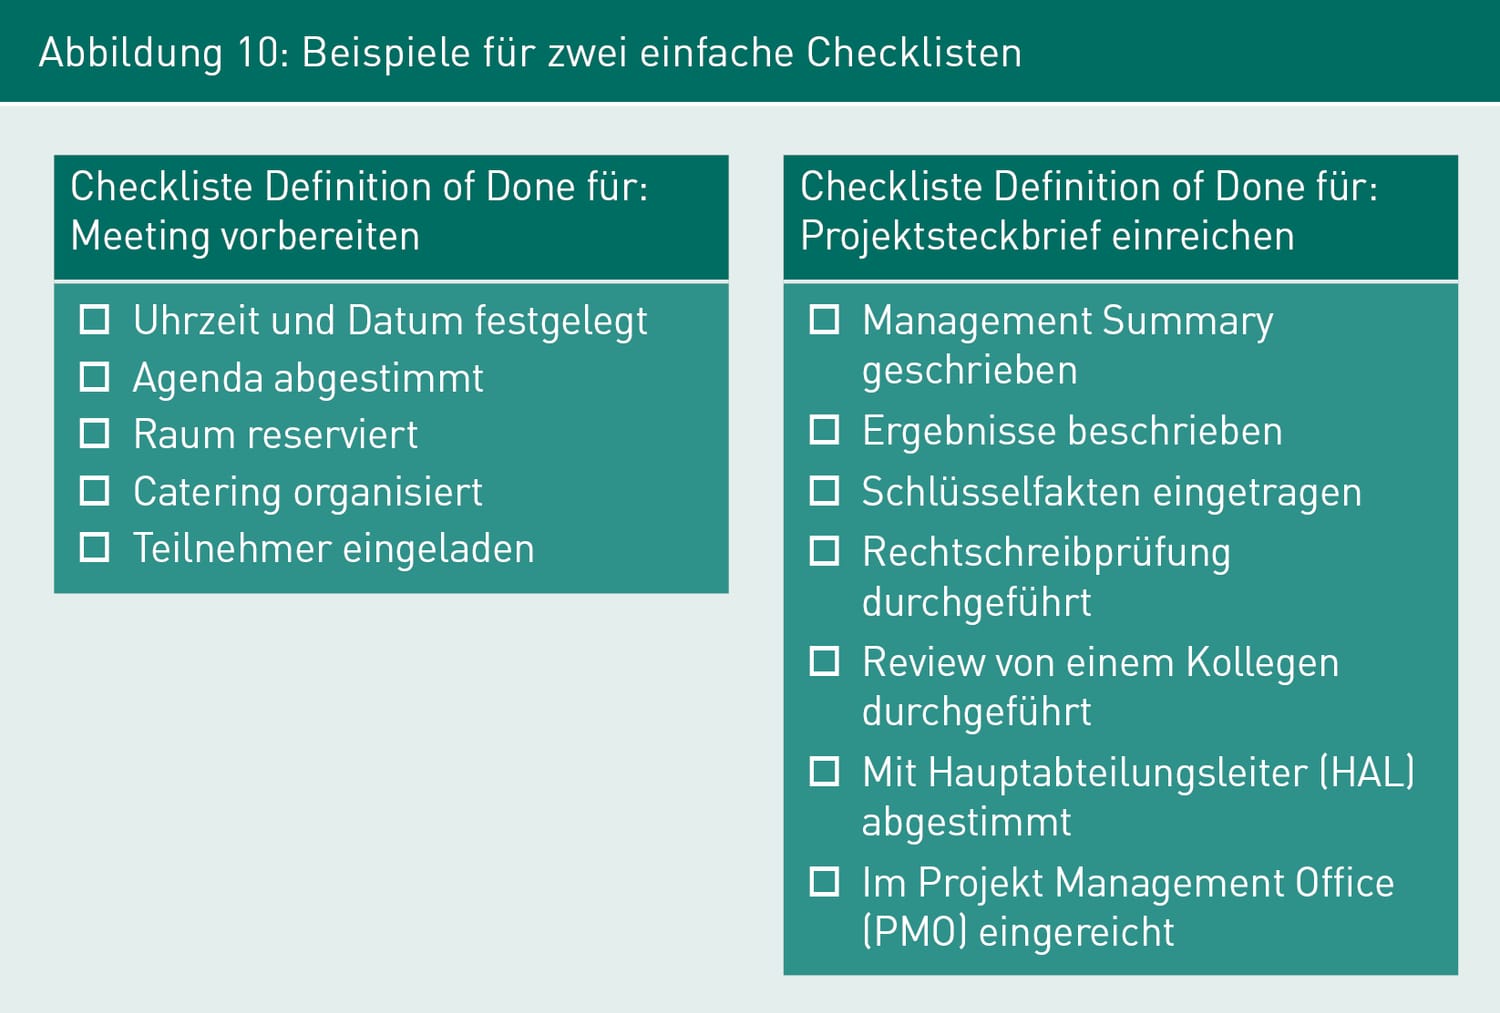 Abbildung 10: Beispiele für zwei einfache Checklisten
Checkliste Definition of Done für:
Meeting vorbereiten
Uhrzeit und Datum festgelegt
Agenda abgestimmt
Raum reserviert
Catering organisiert
Teilnehmer eingeladen
Checkliste Definition of Done für:
Projektsteckbrief einreichen
Management Summary
geschrieben
Ergebnisse beschrieben
Schlüsselfakten eingetragen
Rechtschreibprüfung
durchgeführt
Review von einem Kollegen
durchgeführt
Mit Hauptabteilungsleiter (HAL)
abgestimmt
Im Projekt Management Office
(PMO) eingereicht